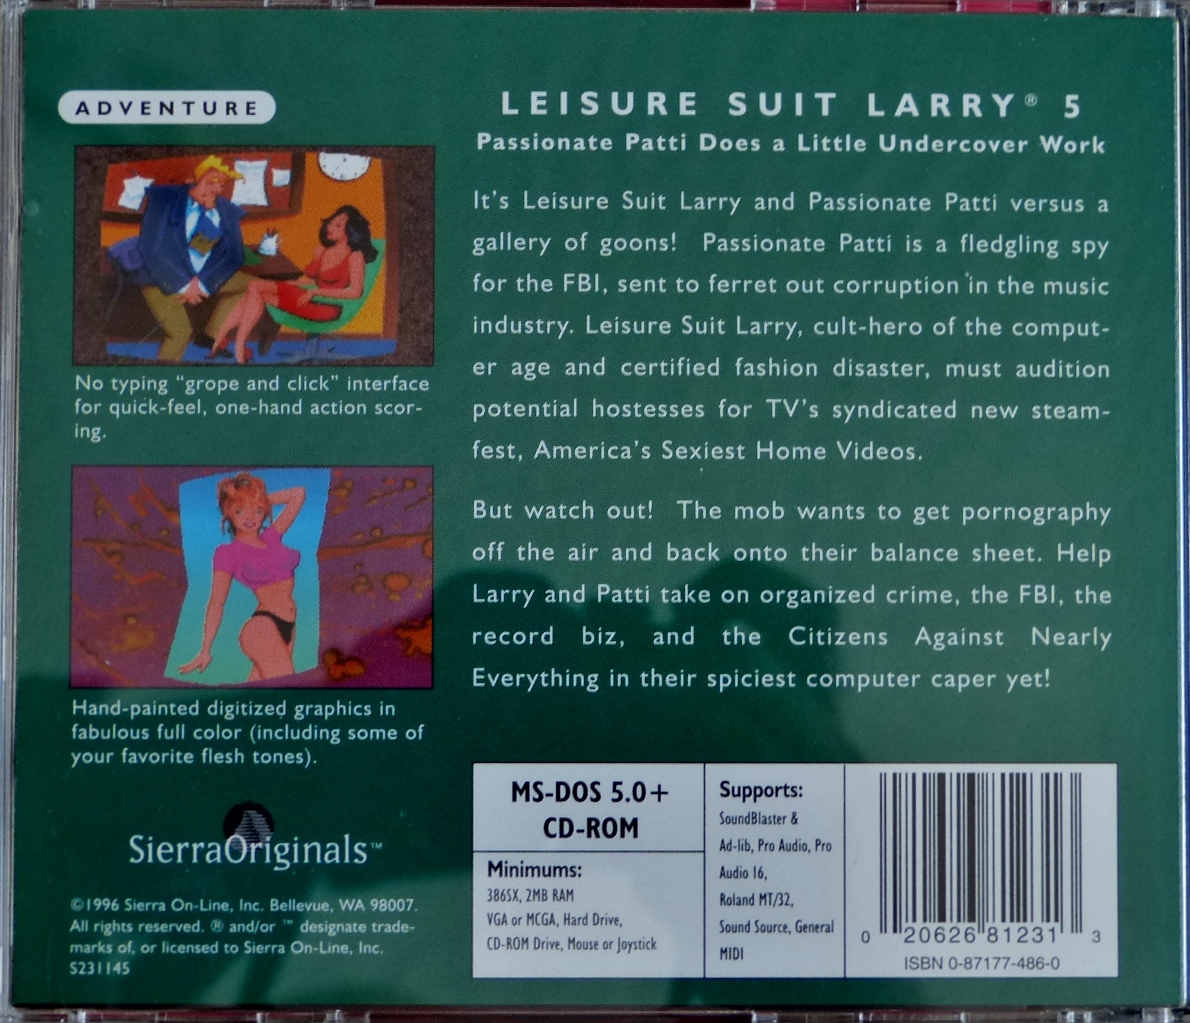 ADVENTURE
No typing “grope and click” interface
for quick-feel, one-hand action scor-
ing.
Hand-painted digitized graphics in
fabulous full color (including some of
your favorite flesh tones).
SierraOriginals™
©1996 Sierra On-Line, Inc. Bellevue, WA 98007.
All rights reserved. ® and/or ™ designate trade-
marks of, or licensed to Sierra On-Line, Inc.
S231145
LEISURE SUIT LARRY® 5
Passionate Patti Does a Little Undercover Work
It’s Leisure Suit Larry and Passionate Patti versus a
gallery of goons! Passionate Patti is a fledgling spy
for the FBI, sent to ferret out corruption in the music
industry. Leisure Suit Larry, cult-hero of the comput-
er age and certified fashion disaster, must audition
potential hostesses for TV’s syndicated new steam-
fest, America’s Sexiest Home Videos.
But watch out! The mob wants to get pornography
off the air and back onto their balance sheet. Help
Larry and Patti take on organized crime, the FBI, the
record biz, and the Citizens Against Nearly
Everything in their spiciest computer caper yet!
MS-DOS 5.0+
CD-ROM
Minimums:
386SX, 2MB RAM
VGA or MCGA, Hard Drive,
CD-ROM Drive, Mouse or Joystick
Supports:
SoundBlaster &
Ad-lib, Pro Audio, Pro
Audio 16,
Roland MT/32,
Sound Source, General
MIDI
0 20626 81231 3
ISBN 0-87177-486-0